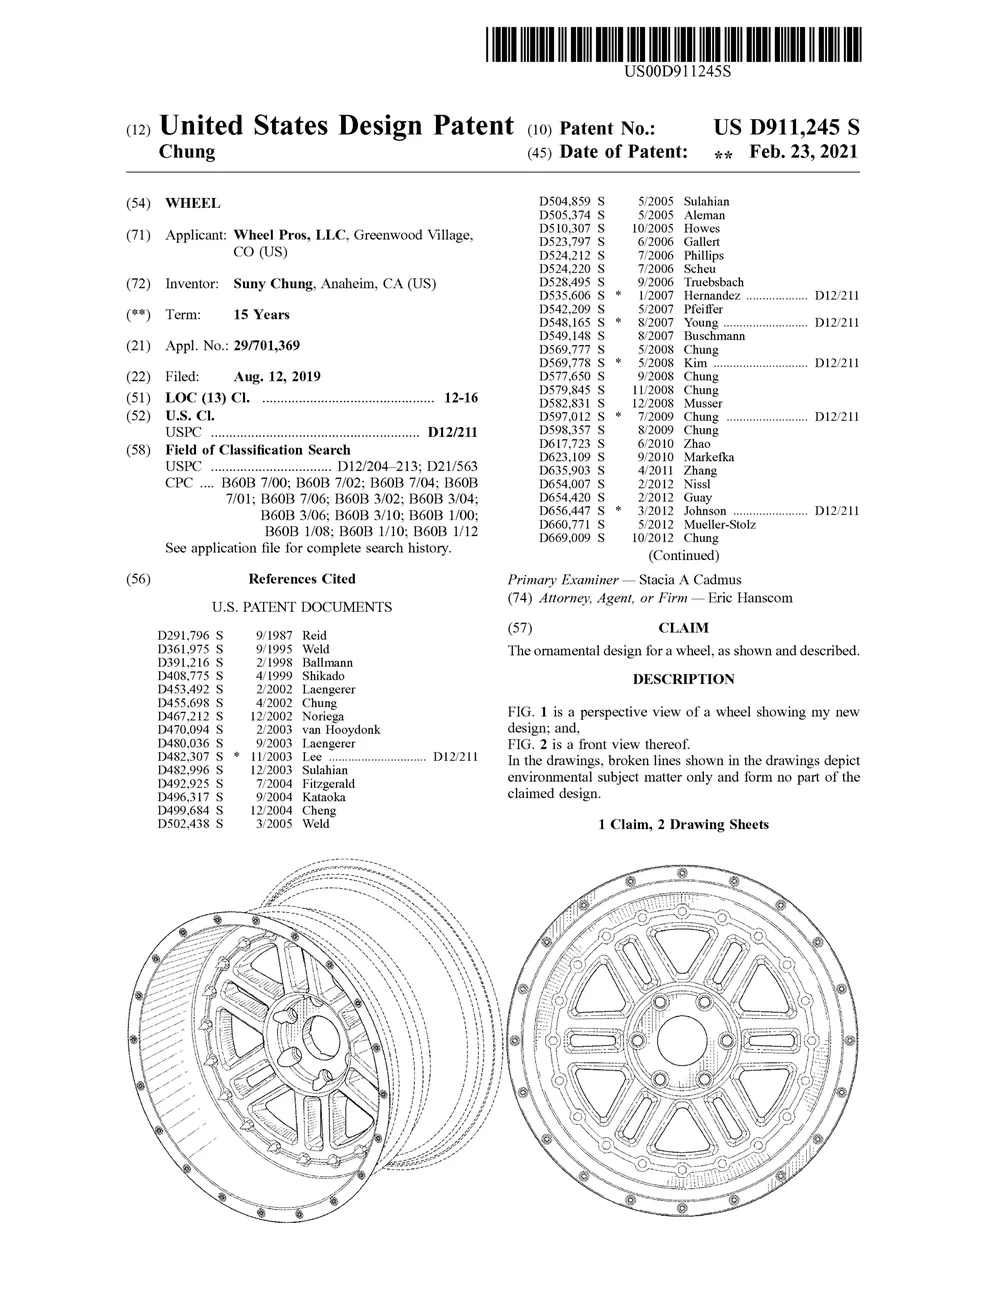 US00D911245S
(12) United States Design Patent
Chung
(10) Patent No.: US D911,245 S
(45) Date of Patent: ** Feb. 23, 2021
(54) WHEEL
(71) Applicant: Wheel Pros, LLC, Greenwood Village,
CO (US)
(72) Inventor: Suny Chung, Anaheim, CA (US)
(**) Term: 15 Years
(21) Appl. No.: 29/701,369
(22) Filed: Aug. 12, 2019
(51) LOC (13) Cl. ............................................... 12-16
(52) U.S. Cl.
USPC ......................................................... D12/211
(58) Field of Classification Search
USPC ................................. D12/204–213; D21/563
CPC .... B60B 7/00; B60B 7/02; B60B 7/04; B60B
7/01; B60B 7/06; B60B 3/02; B60B 3/04;
B60B 3/06; B60B 3/10; B60B 1/00;
B60B 1/08; B60B 1/10; B60B 1/12
See application file for complete search history.
(56) References Cited
U.S. PATENT DOCUMENTS
D291,796 S 9/1987 Reid
D361,975 S 9/1995 Weld
D391,216 S 2/1998 Ballmann
D408,775 S 4/1999 Shikado
D453,492 S 2/2002 Laengerer
D455,698 S 4/2002 Chung
D467,212 S 12/2002 Noriega
D470,094 S 2/2003 van Hooydonk
D480,036 S 9/2003 Laengerer
D482,307 S * 11/2003 Lee .............................. D12/211
D482,996 S 12/2003 Sulahian
D492,925 S 7/2004 Fitzgerald
D496,317 S 9/2004 Kataoka
D499,684 S 12/2004 Cheng
D502,438 S 3/2005 Weld
D504,859 S 5/2005 Sulahian
D505,374 S 5/2005 Aleman
D510,307 S 10/2005 Howes
D523,797 S 6/2006 Gallert
D524,212 S 7/2006 Phillips
D524,220 S 7/2006 Scheu
D528,495 S 9/2006 Truebsbach
D535,606 S * 1/2007 Hernandez ................... D12/211
D542,209 S 5/2007 Pfeiffer
D548,165 S * 8/2007 Young .......................... D12/211
D549,148 S 8/2007 Buschmann
D569,777 S 5/2008 Chung
D569,778 S * 5/2008 Kim ............................. D12/211
D577,650 S 9/2008 Chung
D579,845 S 11/2008 Chung
D582,831 S 12/2008 Musser
D597,012 S * 7/2009 Chung ......................... D12/211
D598,357 S 8/2009 Chung
D617,723 S 6/2010 Zhao
D623,109 S 9/2010 Markefka
D635,903 S 4/2011 Zhang
D654,007 S 2/2012 Nissl
D654,420 S 2/2012 Guay
D656,447 S * 3/2012 Johnson ....................... D12/211
D660,771 S 5/2012 Mueller-Stolz
D669,009 S 10/2012 Chung
(Continued)
Primary Examiner — Stacia A Cadmus
(74) Attorney, Agent, or Firm — Eric Hanscom
(57) CLAIM
The ornamental design for a wheel, as shown and described.
DESCRIPTION
FIG. 1 is a perspective view of a wheel showing my new
design; and,
FIG. 2 is a front view thereof.
In the drawings, broken lines shown in the drawings depict
environmental subject matter only and form no part of the
claimed design.
1 Claim, 2 Drawing Sheets